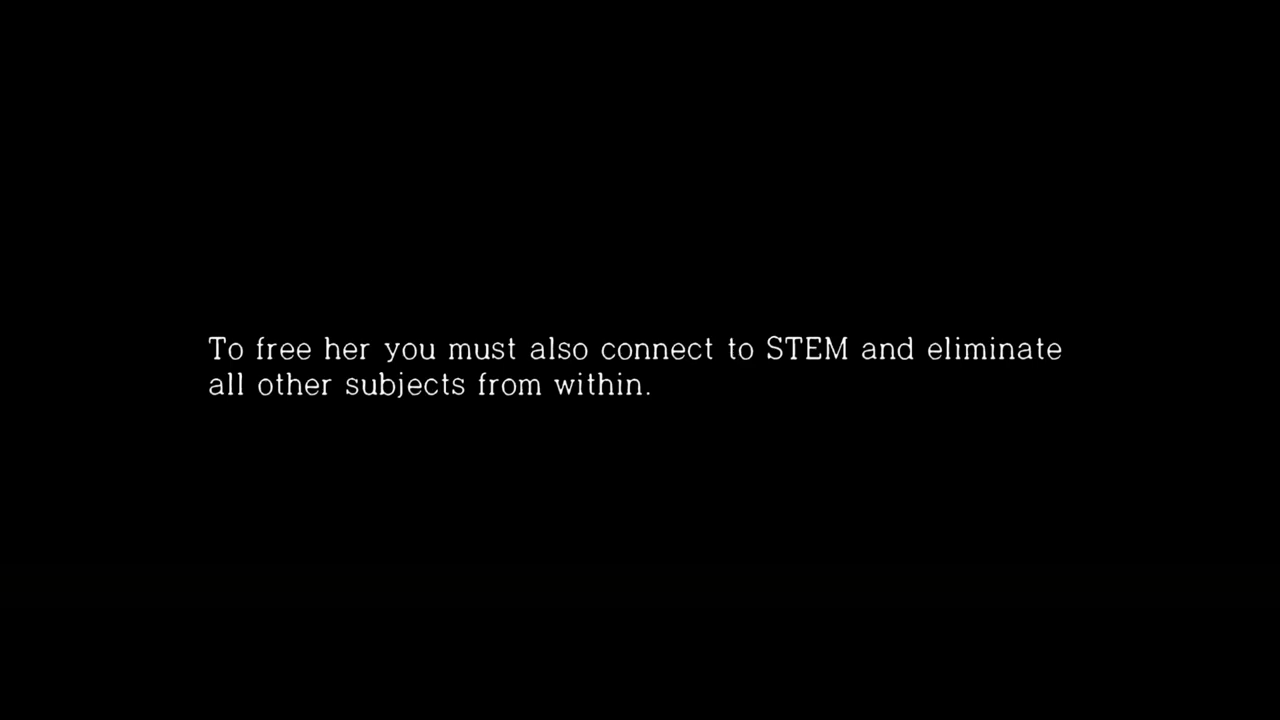 To free her you must also connect to STEM and eliminate
all other subjects from within.